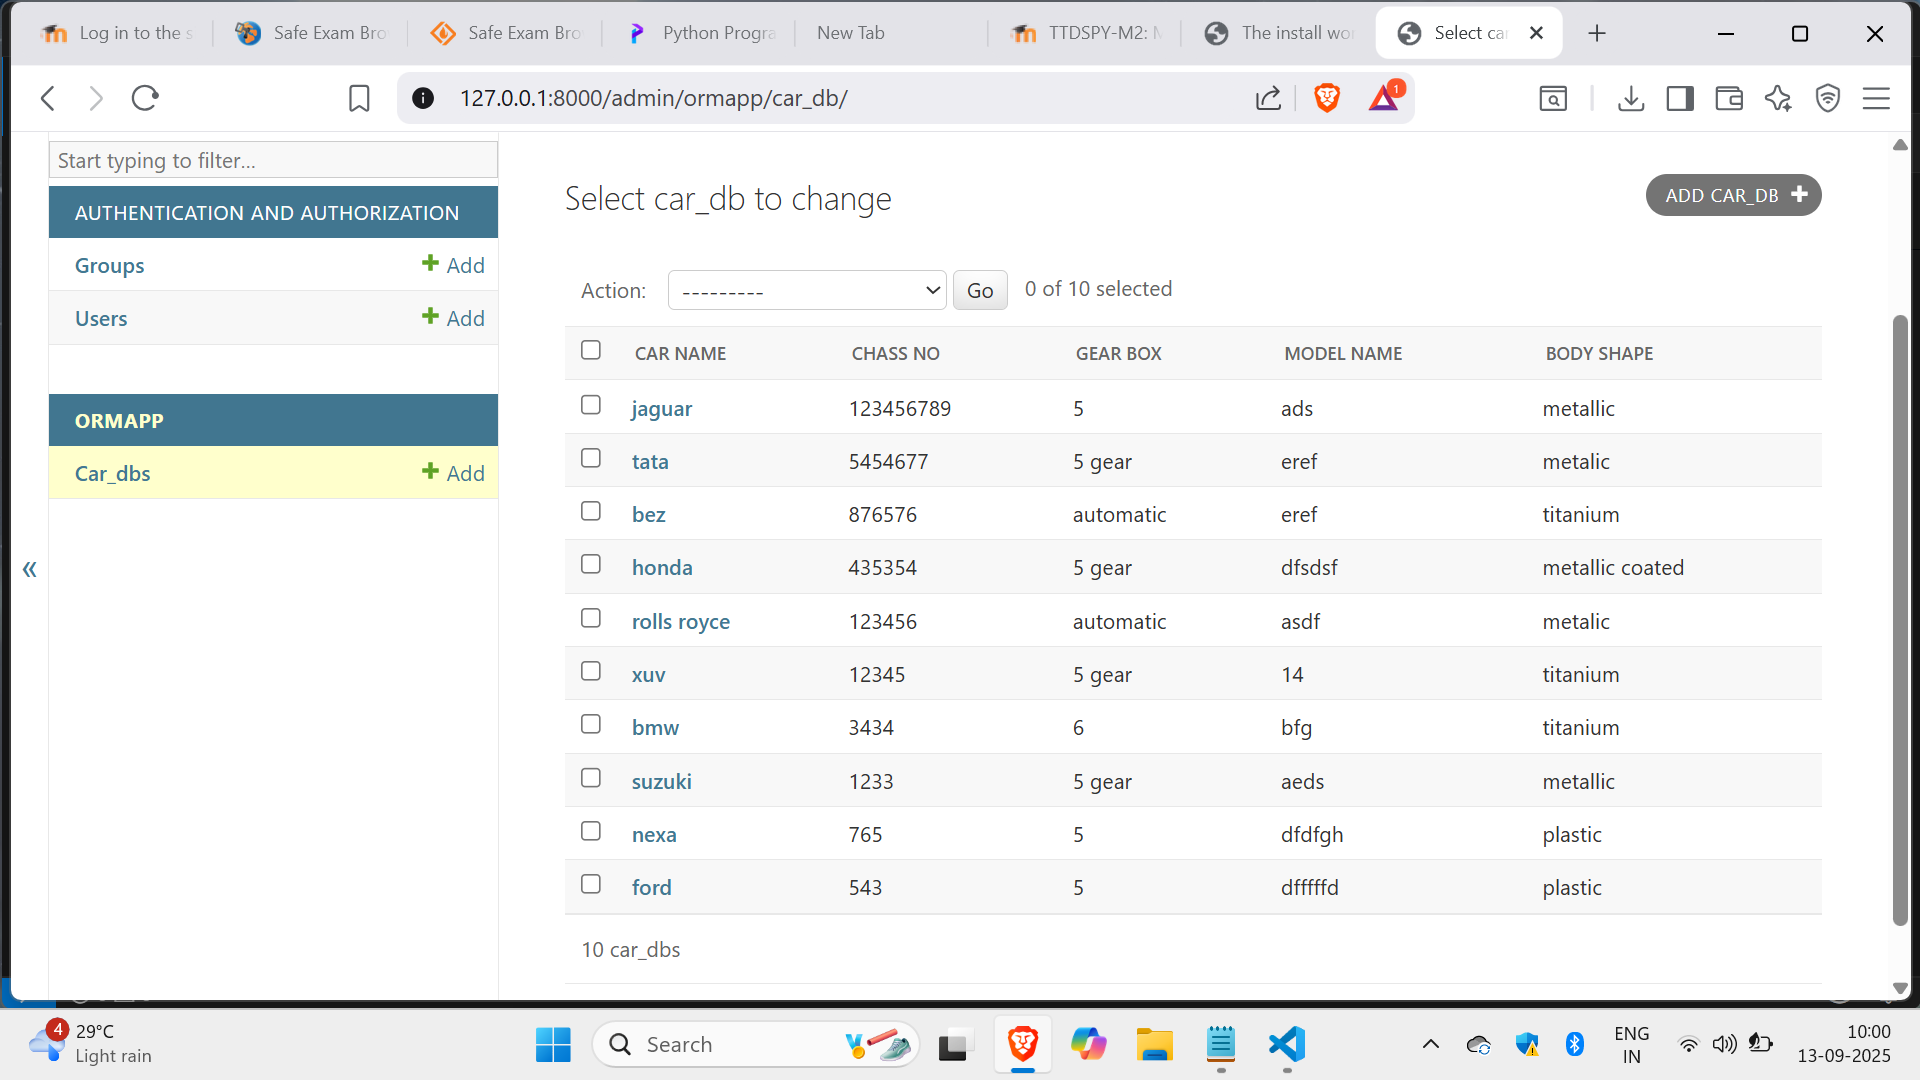 Log in to the s
Safe Exam Bro
Safe Exam Bro
Python Progra
New Tab
TTDSPY-M2: M
The install wor
Select ca
127.0.0.1:8000/admin/ormapp/car_db/
1
Start typing to filter...
AUTHENTICATION AND AUTHORIZATION
Groups Add
Users Add
ORMAPP
Car_dbs Add
«
Select car_db to change
ADD CAR_DB
Action: --------- Go 0 of 10 selected
CAR NAME CHASS NO GEAR BOX MODEL NAME BODY SHAPE
jaguar 123456789 5 ads metallic
tata 5454677 5 gear eref metalic
bez 876576 automatic eref titanium
honda 435354 5 gear dfsdsf metallic coated
rolls royce 123456 automatic asdf metalic
xuv 12345 5 gear 14 titanium
bmw 3434 6 bfg titanium
suzuki 1233 5 gear aeds metallic
nexa 765 5 dfdfgh plastic
ford 543 5 dfffffd plastic
10 car_dbs
4
29°C
Light rain
Search
ENG
IN
10:00
13-09-2025